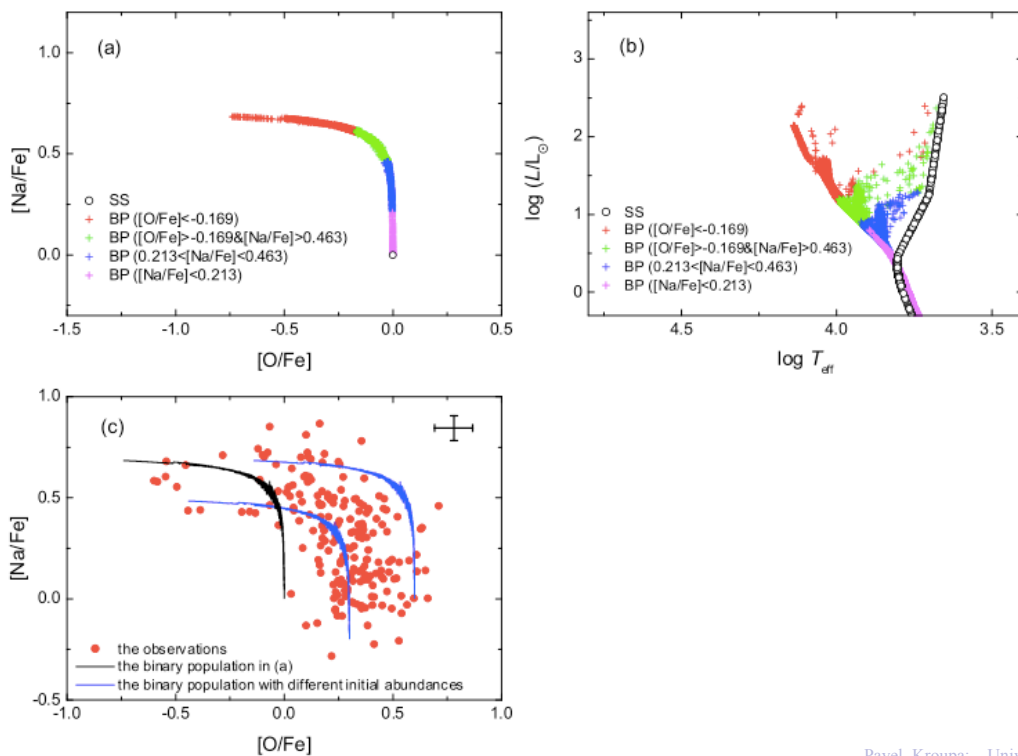 (a)
1.0
0.5
0.0
[Na/Fe]
SS
BP ([O/Fe]<-0.169)
BP ([O/Fe]>-0.169&[Na/Fe]>0.463)
BP (0.213<[Na/Fe]<0.463)
BP ([Na/Fe]<0.213)
-1.5 -1.0 -0.5 0.0 0.5
[O/Fe]
(b)
3
2
1
0
log (L/L⊙)
SS
BP ([O/Fe]<-0.169)
BP ([O/Fe]>-0.169&[Na/Fe]>0.463)
BP (0.213<[Na/Fe]<0.463)
BP ([Na/Fe]<0.213)
4.5 4.0 3.5
log Teff
(c)
1.0
0.5
0.0
-0.5
[Na/Fe]
the observations
the binary population in (a)
the binary population with different initial abundances
-1.0 -0.5 0.0 0.5 1.0
[O/Fe]
Pavel Kroupa: